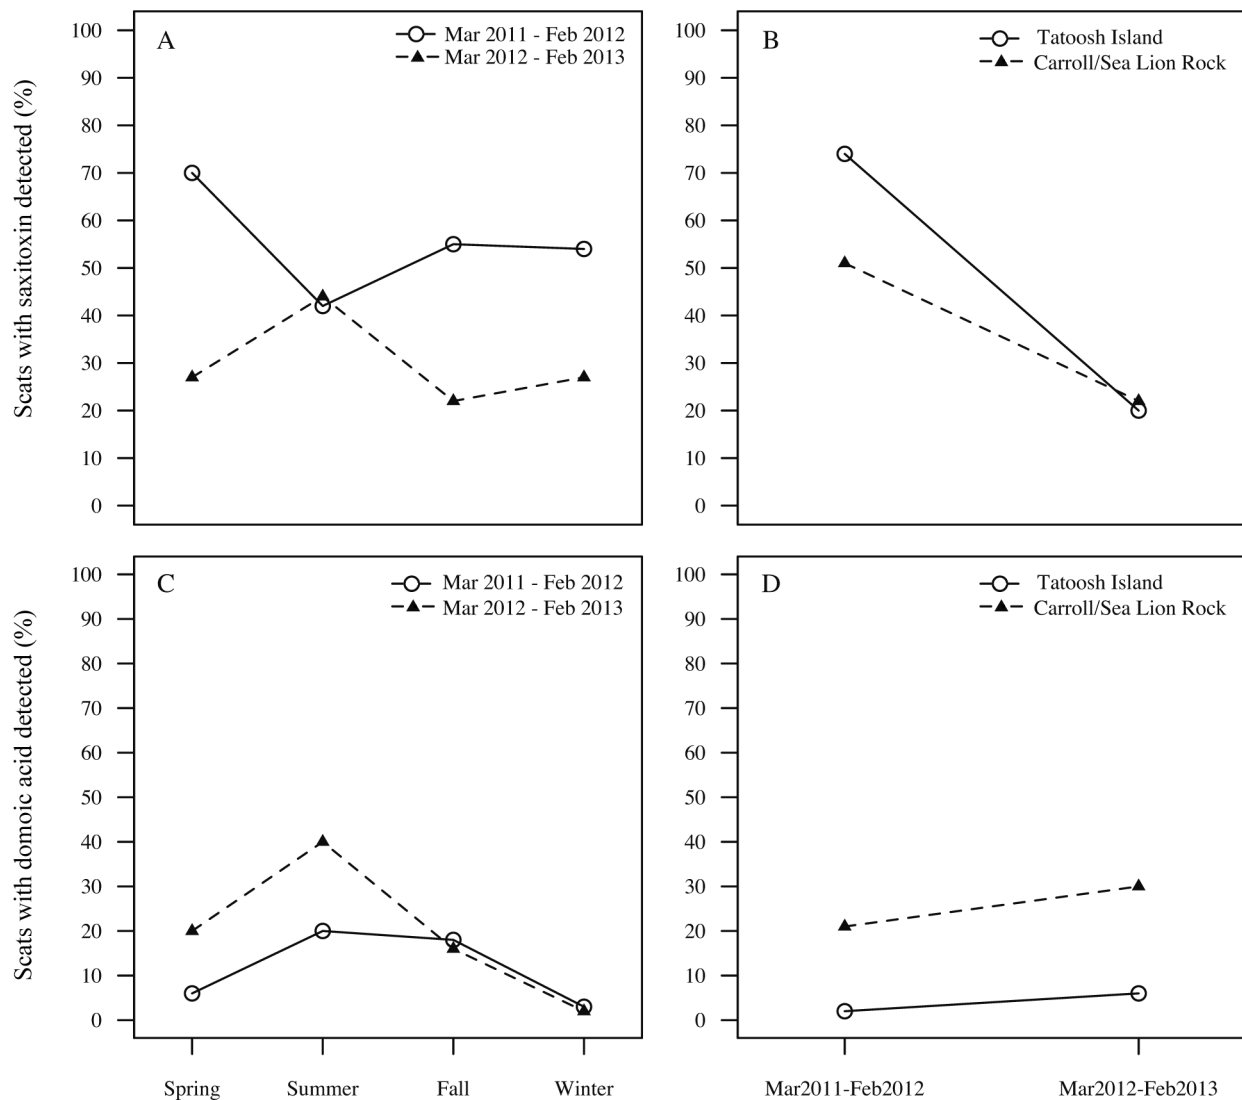 A
Mar 2011 - Feb 2012
Mar 2012 - Feb 2013
Scats with saxitoxin detected (%)
100
90
80
70
60
50
40
30
20
10
0
B
Tatoosh Island
Carroll/Sea Lion Rock
100
90
80
70
60
50
40
30
20
10
0
C
Mar 2011 - Feb 2012
Mar 2012 - Feb 2013
Scats with domoic acid detected (%)
100
90
80
70
60
50
40
30
20
10
0
Spring Summer Fall Winter
D
Tatoosh Island
Carroll/Sea Lion Rock
100
90
80
70
60
50
40
30
20
10
0
Mar2011-Feb2012 Mar2012-Feb2013